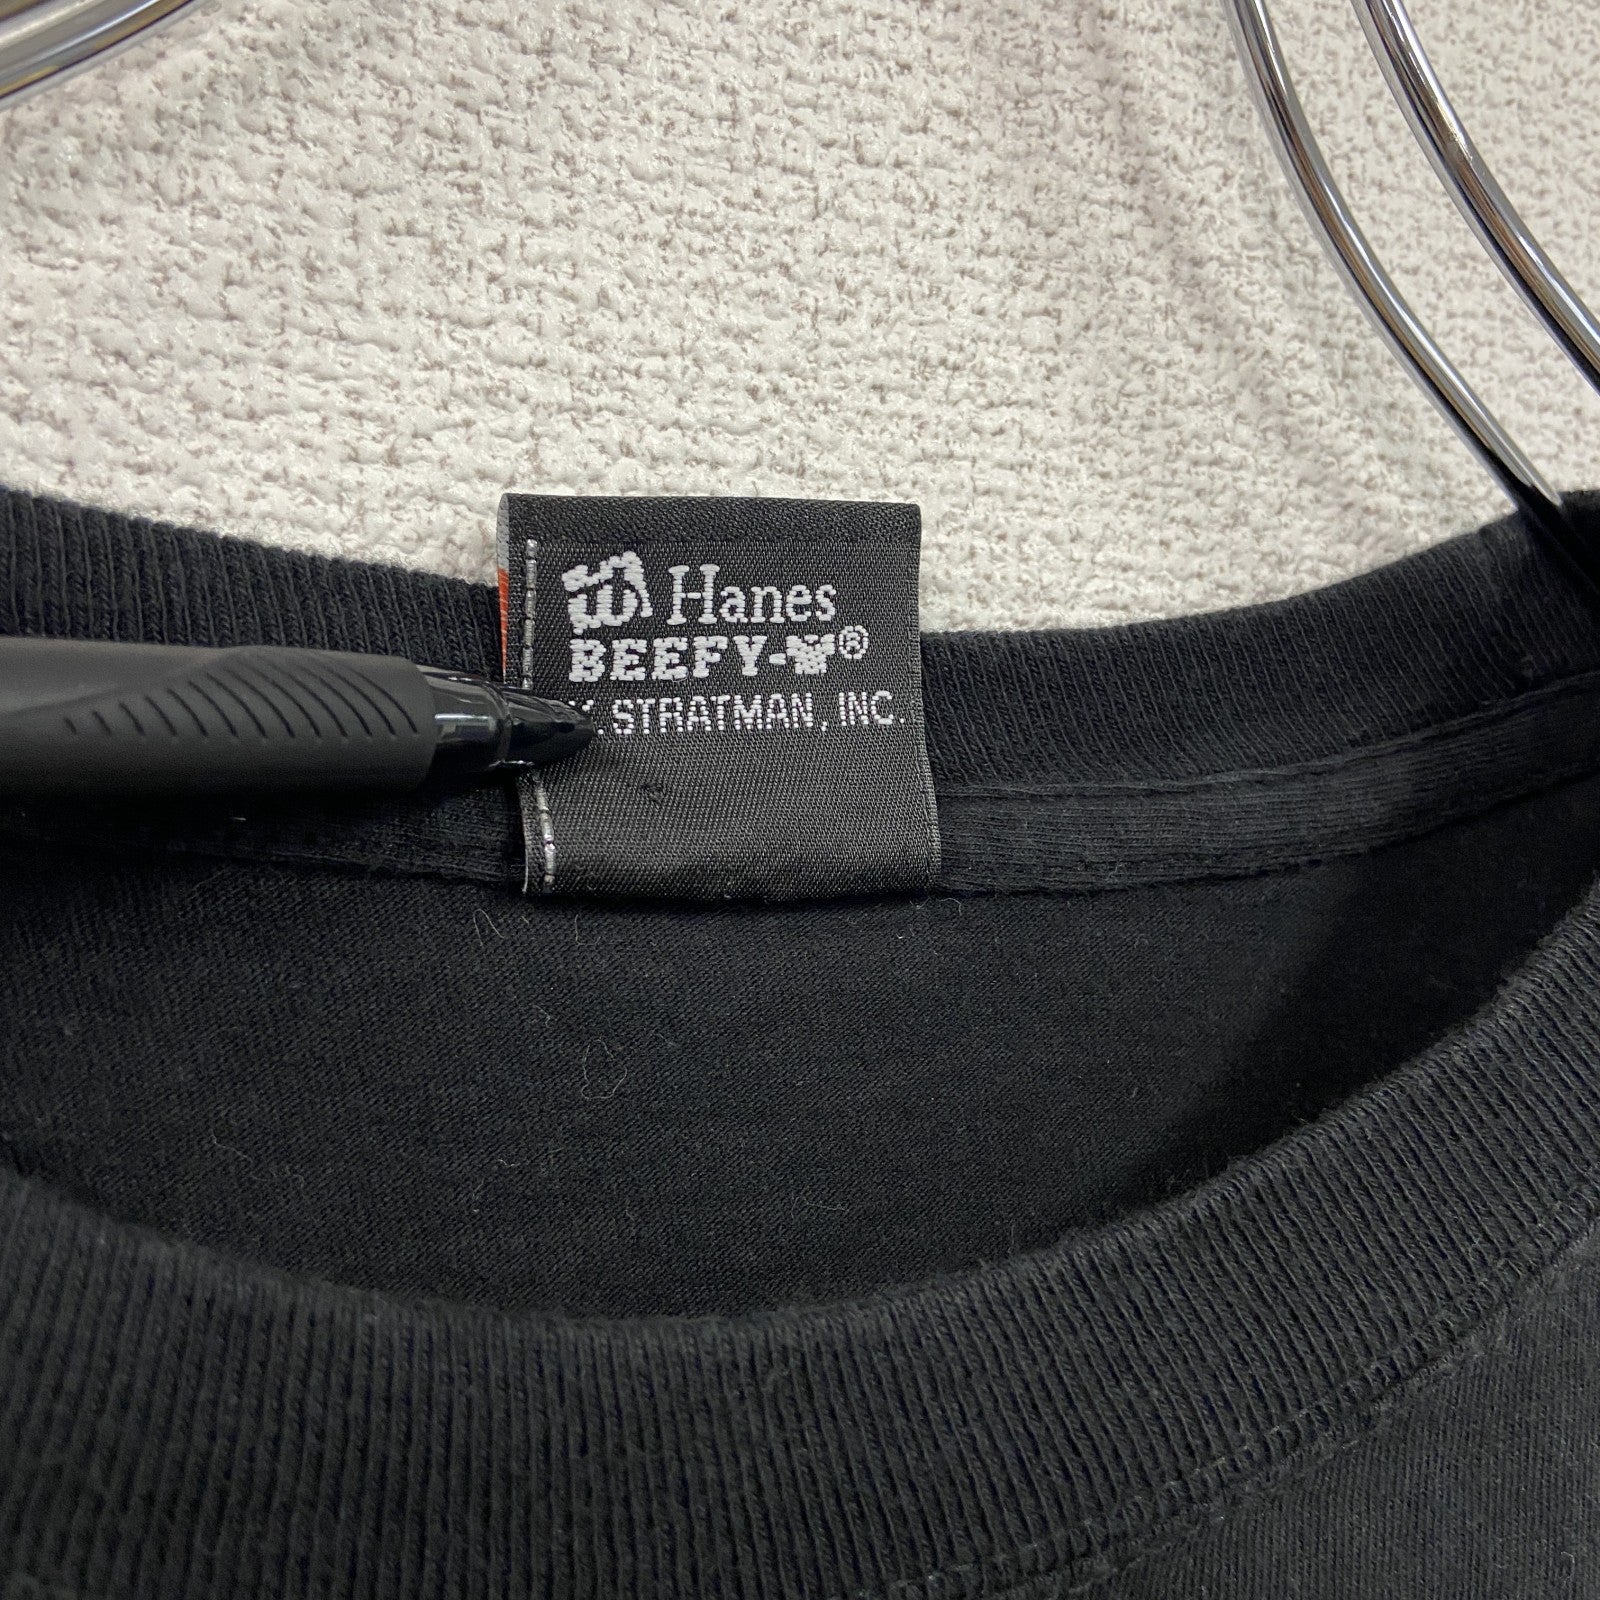 Hanes
BEEFY-T®
.STRATMAN, INC.